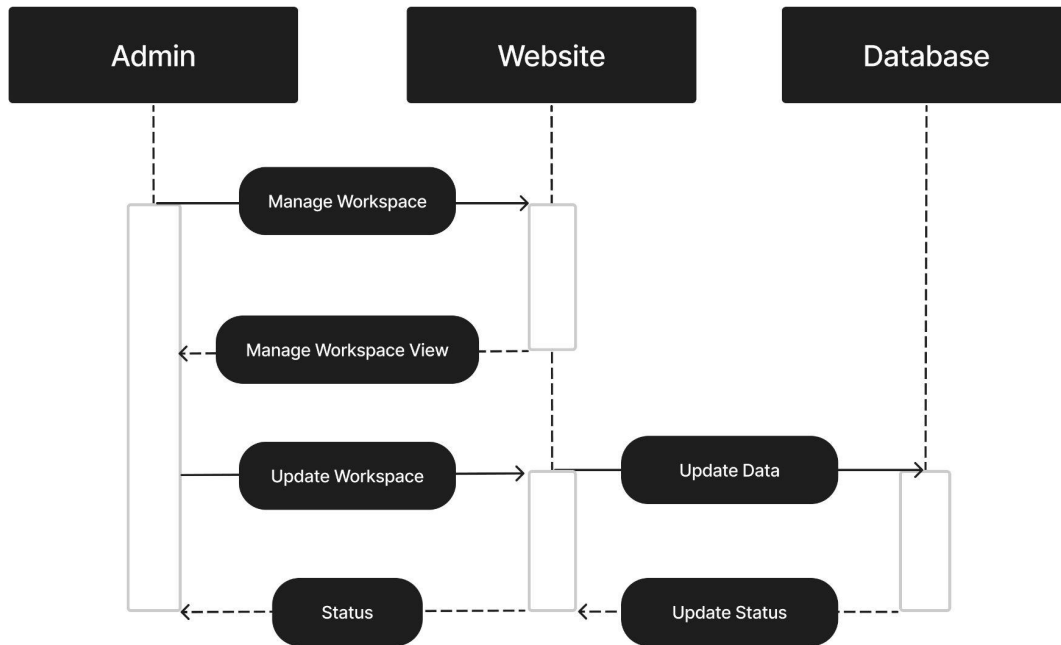 Admin
Website
Database
Manage Workspace
Manage Workspace View
Update Workspace
Update Data
Status
Update Status